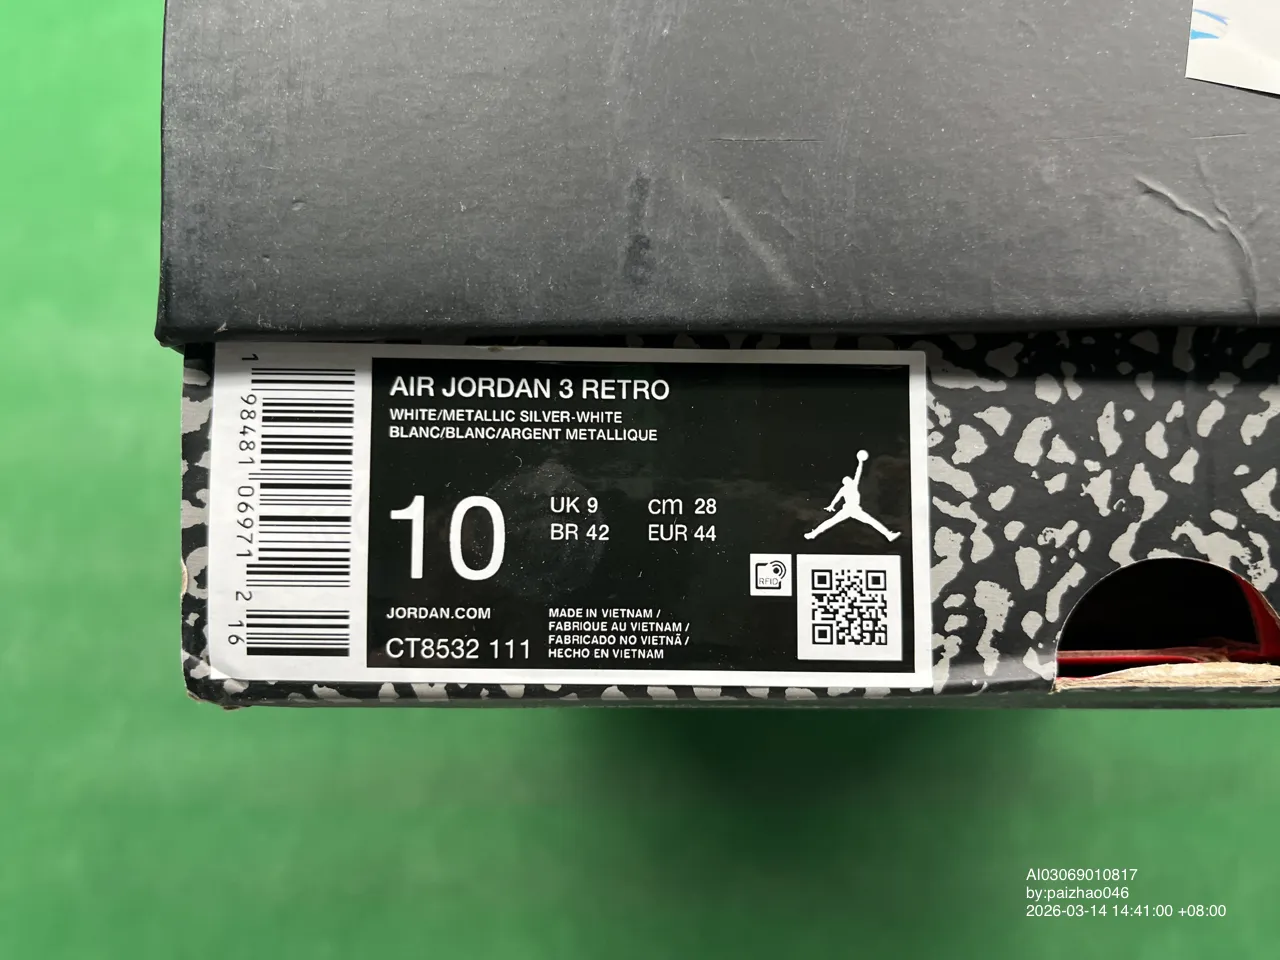 AIR JORDAN 3 RETRO
WHITE/METALLIC SILVER-WHITE
BLANC/BLANC/ARGENT METALLIQUE
10
UK 9
cm 28
BR 42
EUR 44
RFID
JORDAN.COM
CT8532 111
MADE IN VIETNAM /
FABRIQUE AU VIETNAM /
FABRICADO NO VIETNÃ /
HECHO EN VIETNAM
1 98481 06971 2 16
AI03069010817
by:paizhao046
2026-03-14 14:41:00 +08:00